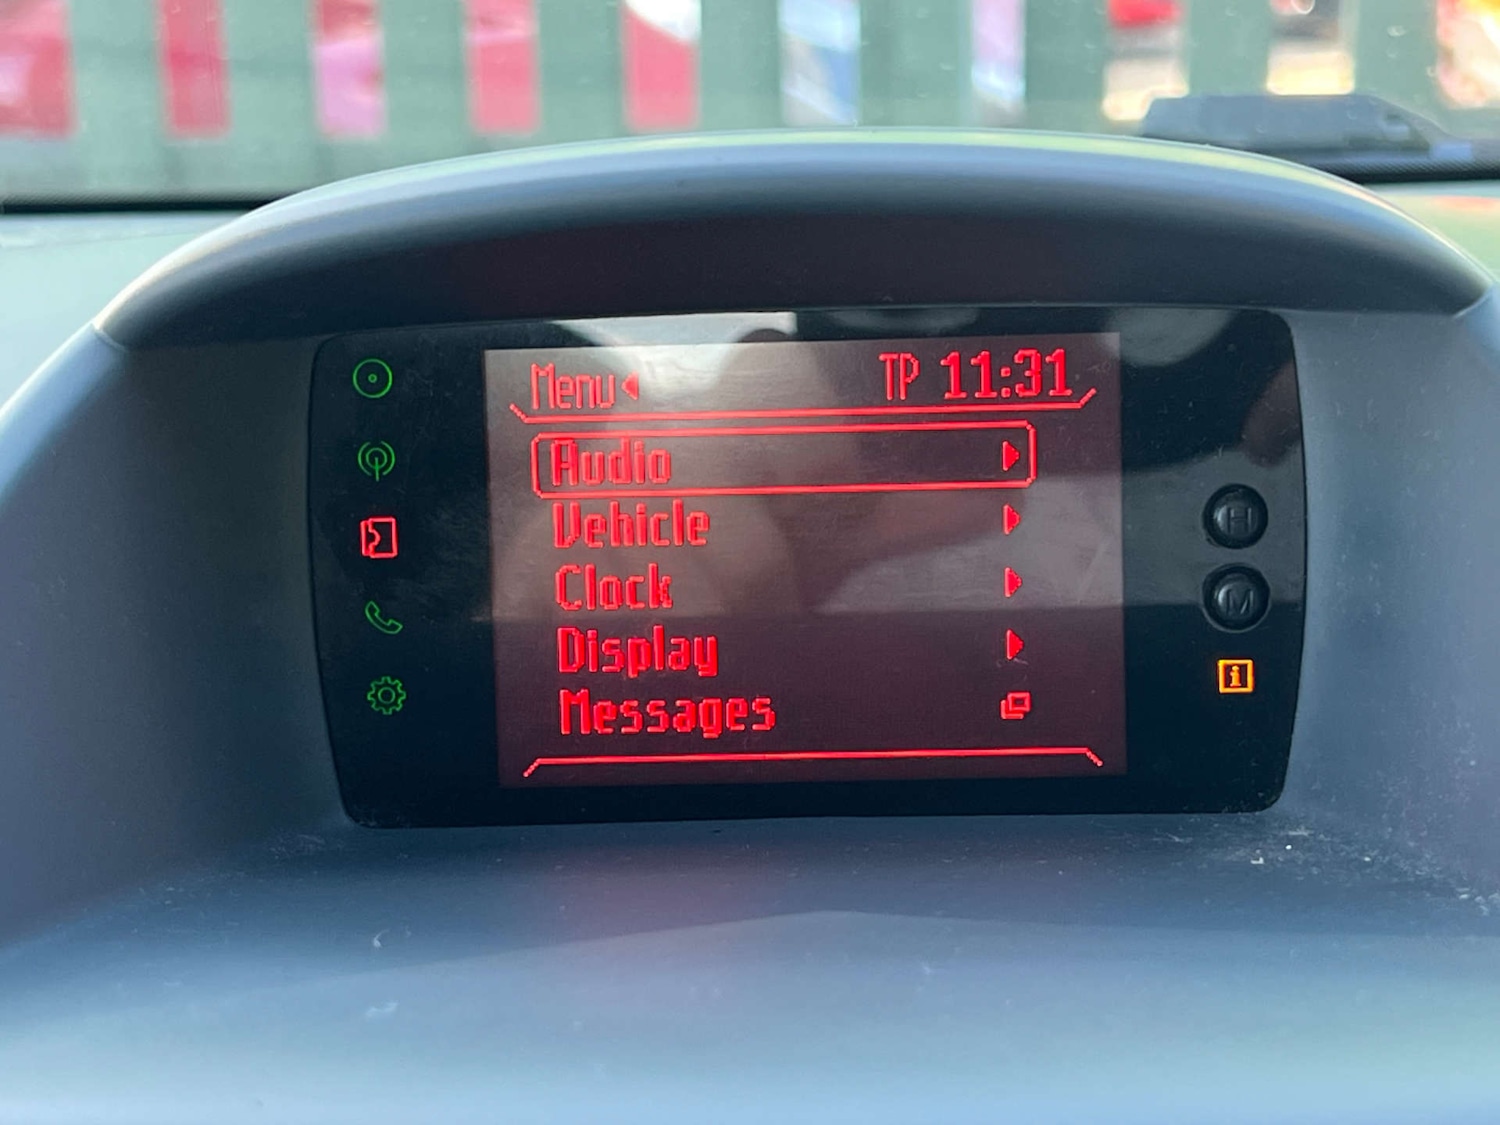 Menu TP 11:31
Audio
Vehicle
Clock
Display
Messages
H
M
i